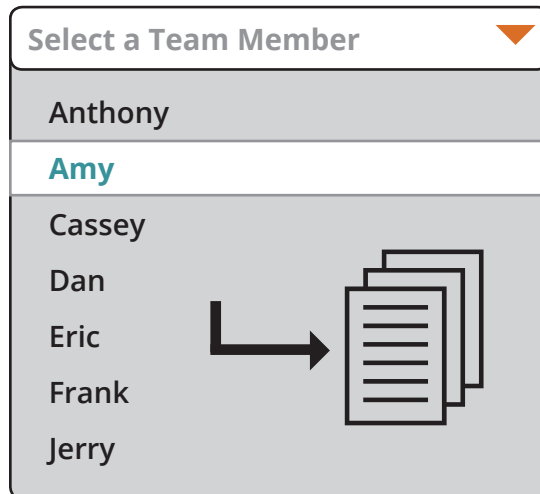 Select a Team Member
Anthony
Amy
Cassey
Dan
Eric
Frank
Jerry